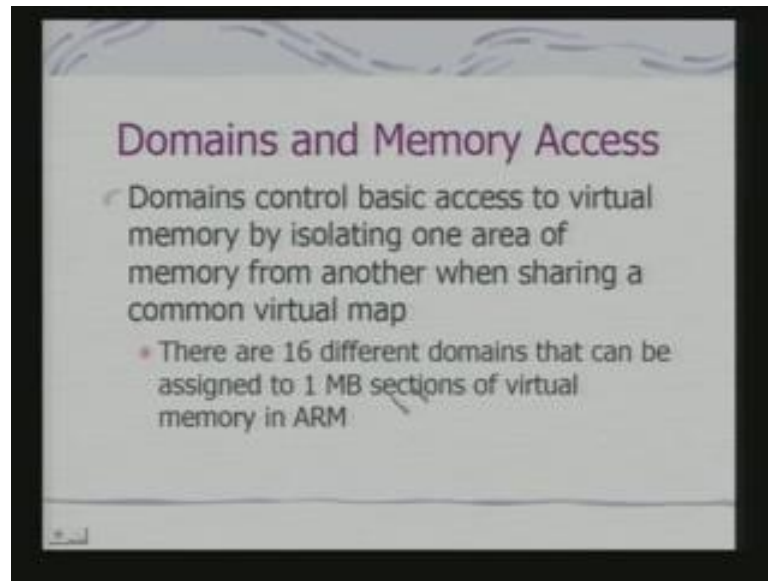 Domains and Memory Access
Domains control basic access to virtual
memory by isolating one area of
memory from another when sharing a
common virtual map
There are 16 different domains that can be
assigned to 1 MB sections of virtual
memory in ARM